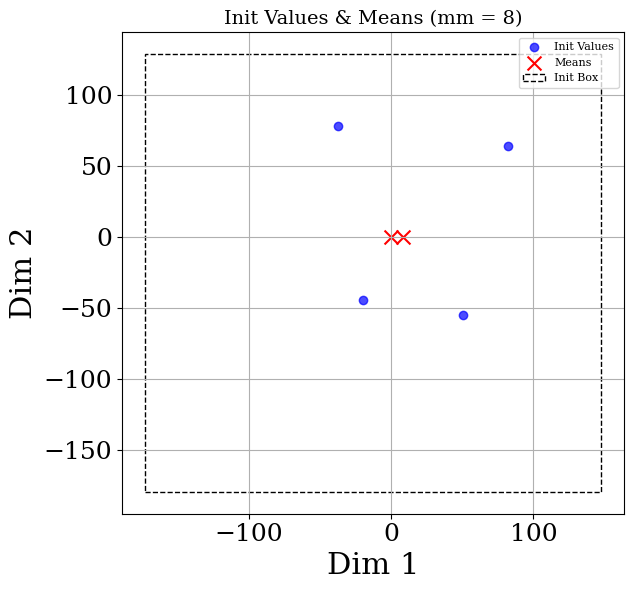 Init Values & Means (mm = 8)
Init Values
Means
Init Box
Dim 2
100
50
0
−50
−100
−150
−100
0
100
Dim 1